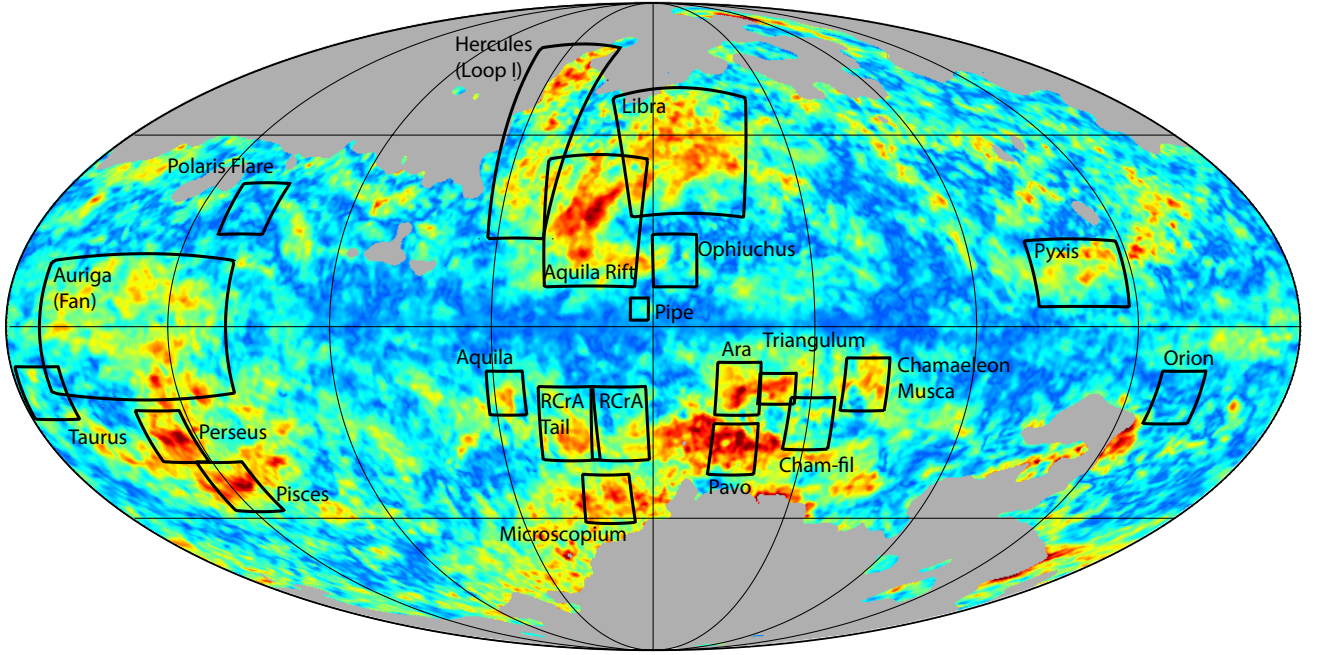 Hercules
(Loop I)
Libra
Polaris Flare
Ophiuchus
Pyxis
Auriga
(Fan)
Aquila Rift
Pipe
Triangulum
Ara
Aquila
Chamaeleon
Musca
Orion
RCrA
Tail
RCrA
Taurus
Perseus
Cham-fil
Pavo
Pisces
Microscopium